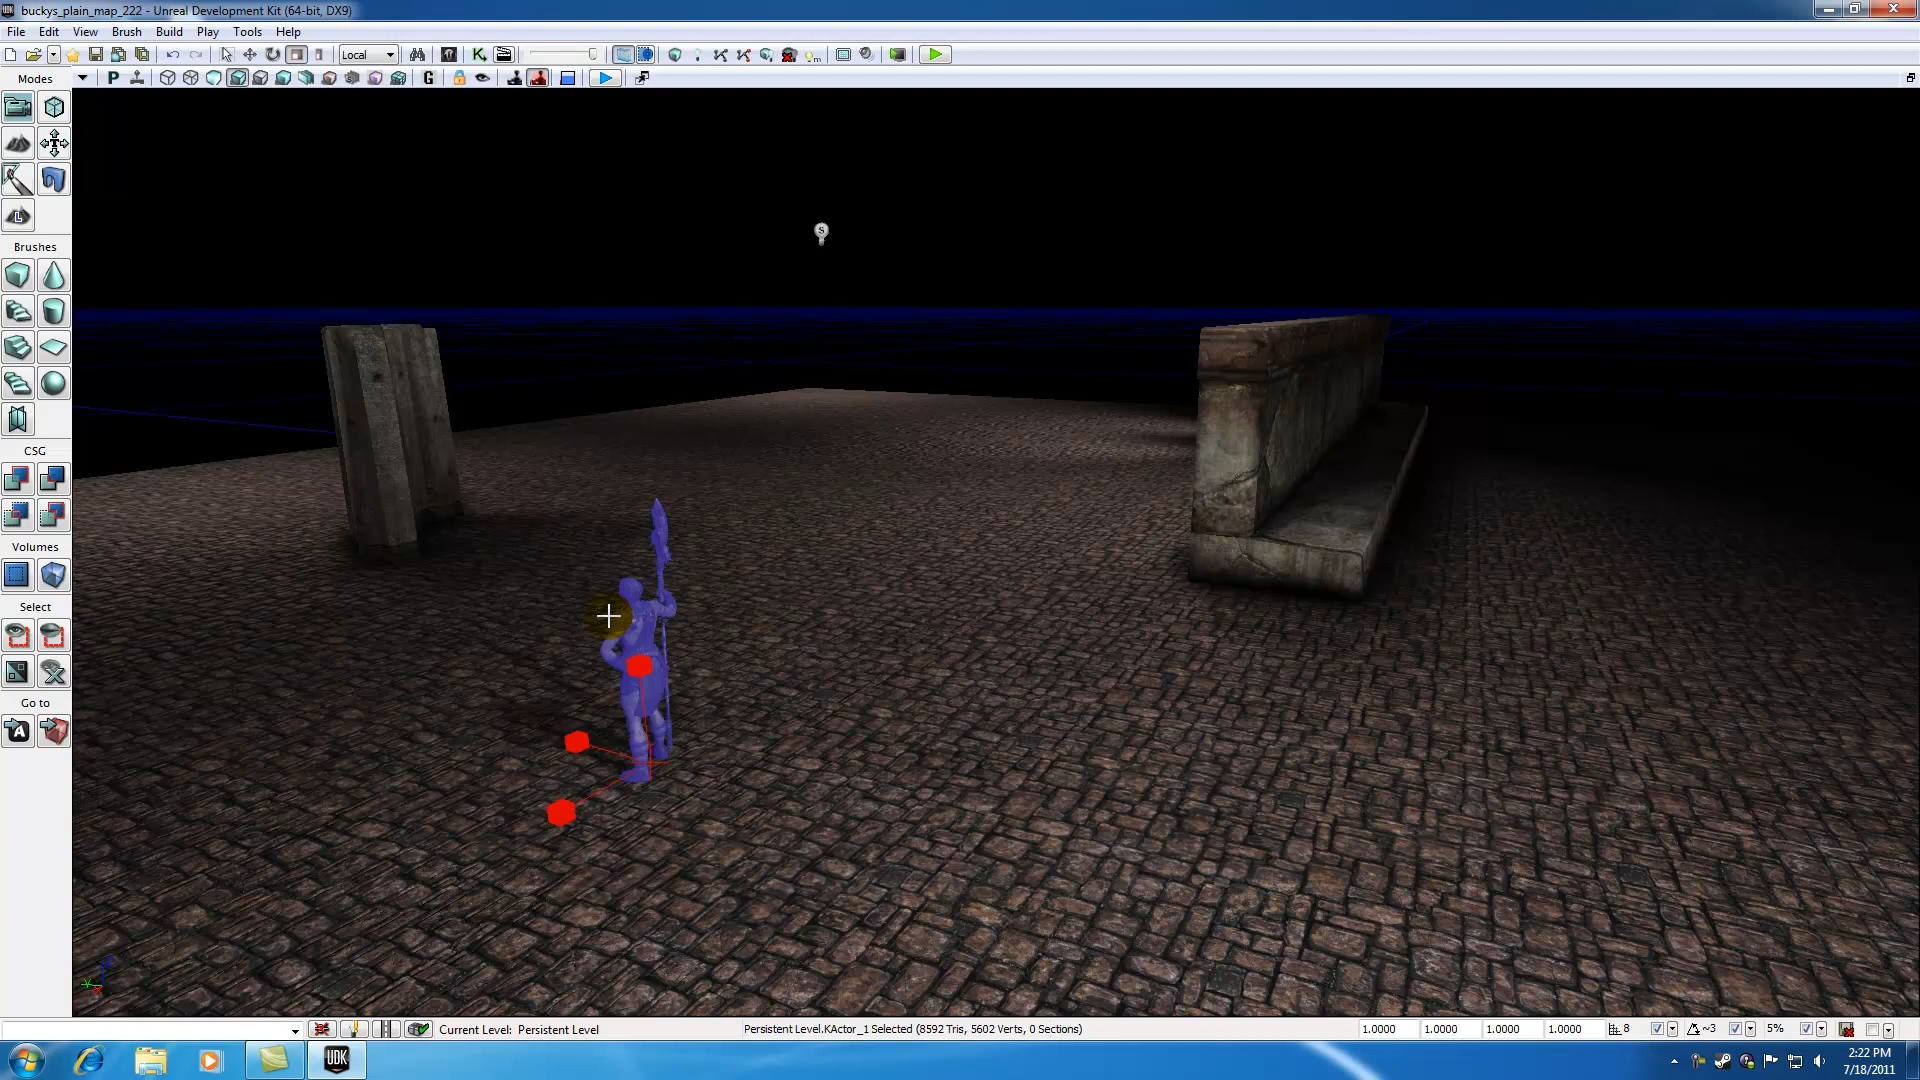 buckys_plain_map_222 - Unreal Development Kit (64-bit, DX9)
File Edit View Brush Build Play Tools Help
Local
Modes
P
G
Brushes
CSG
Volumes
Select
Go to
S
Current Level: Persistent Level
Persistent Level.KActor_1 Selected (8592 Tris, 5602 Verts, 0 Sections)
1.0000 1.0000 1.0000 1.0000 8 ~3 5%
UDK
2:22 PM
7/18/2011